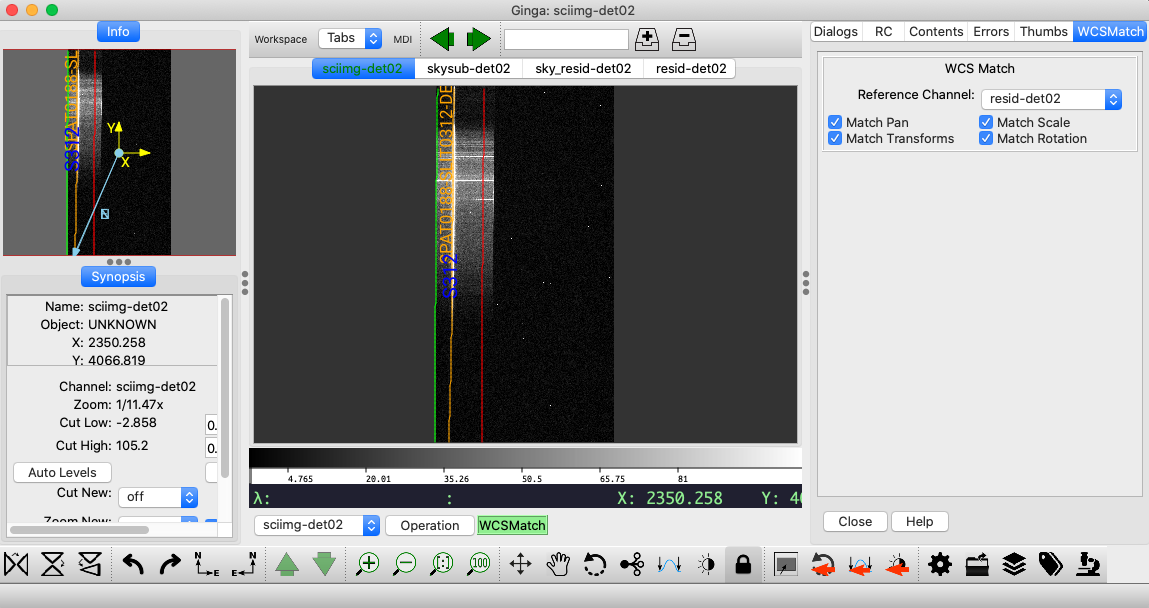 Ginga: sciimg-det02
Info
SPAT0188-SL
S312
Y
X
N
Synopsis
Name: sciimg-det02
Object: UNKNOWN
X: 2350.258
Y: 4066.819
Channel: sciimg-det02
Zoom: 1/11.47x
Cut Low: -2.858
0.
Cut High: 105.2
0.
Auto Levels
Cut New: off
Zoom New:
Workspace Tabs MDI
sciimg-det02 skysub-det02 sky_resid-det02 resid-det02
SPAT0188-SLIT0312-DE
S312
4.765 20.01 35.26 50.5 65.75 81
λ: : X: 2350.258 Y: 40
sciimg-det02 Operation WCSMatch
Dialogs RC Contents Errors Thumbs WCSMatch
WCS Match
Reference Channel: resid-det02
Match Pan Match Scale
Match Transforms Match Rotation
Close Help
N E E N 100